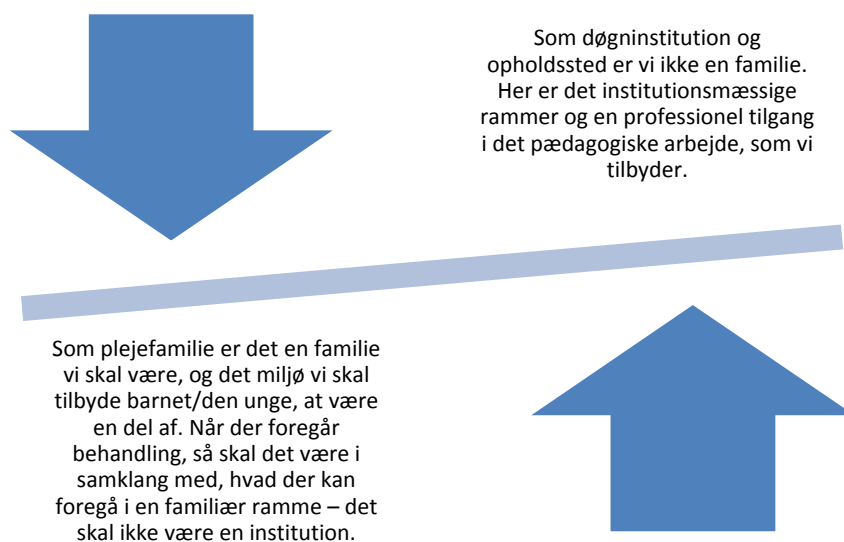 Som døgninstitution og
opholdssted er vi ikke en familie.
Her er det institutionsmæssige
rammer og en professionel tilgang
i det pædagogiske arbejde, som vi
tilbyder.
Som plejefamilie er det en familie
vi skal være, og det miljø vi skal
tilbyde barnet/den unge, at være
en del af. Når der foregår
behandling, så skal det være i
samklang med, hvad der kan
foregå i en familiær ramme – det
skal ikke være en institution.